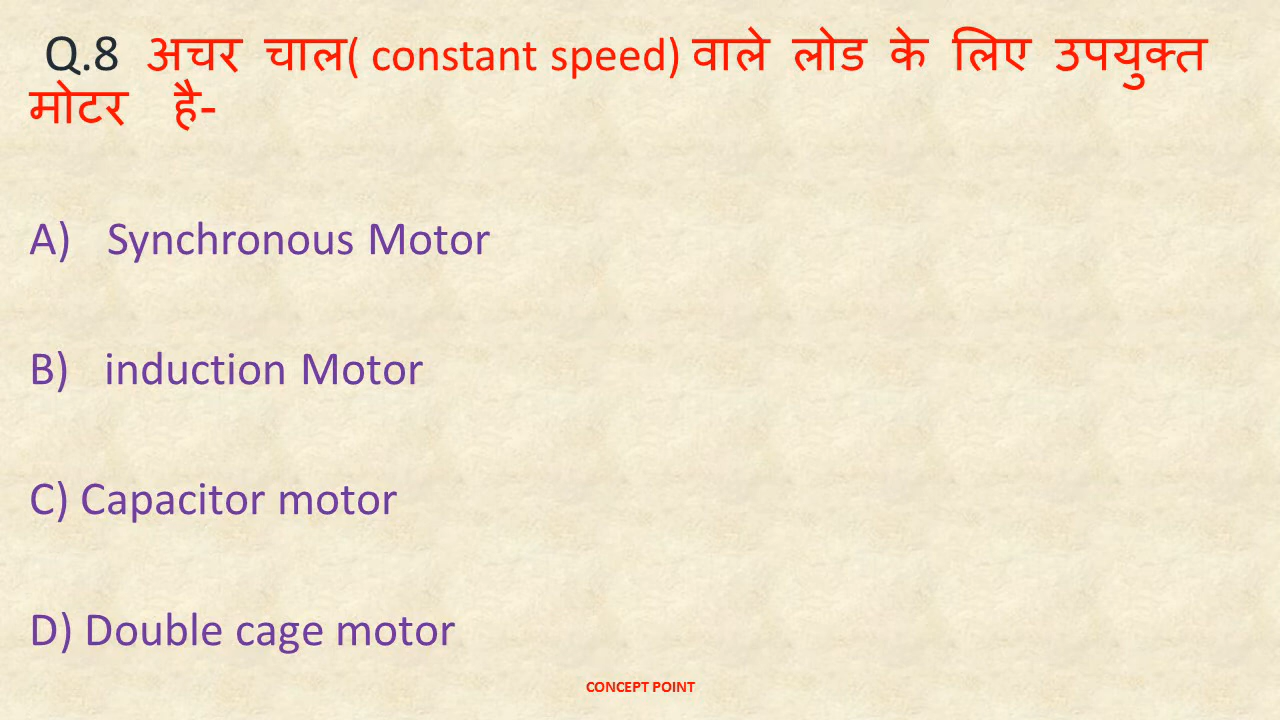 Q.8 अचर चाल( constant speed) वाले लोड के लिए उपयुक्त
मोटर है-
A) Synchronous Motor
B) induction Motor
C) Capacitor motor
D) Double cage motor
CONCEPT POINT